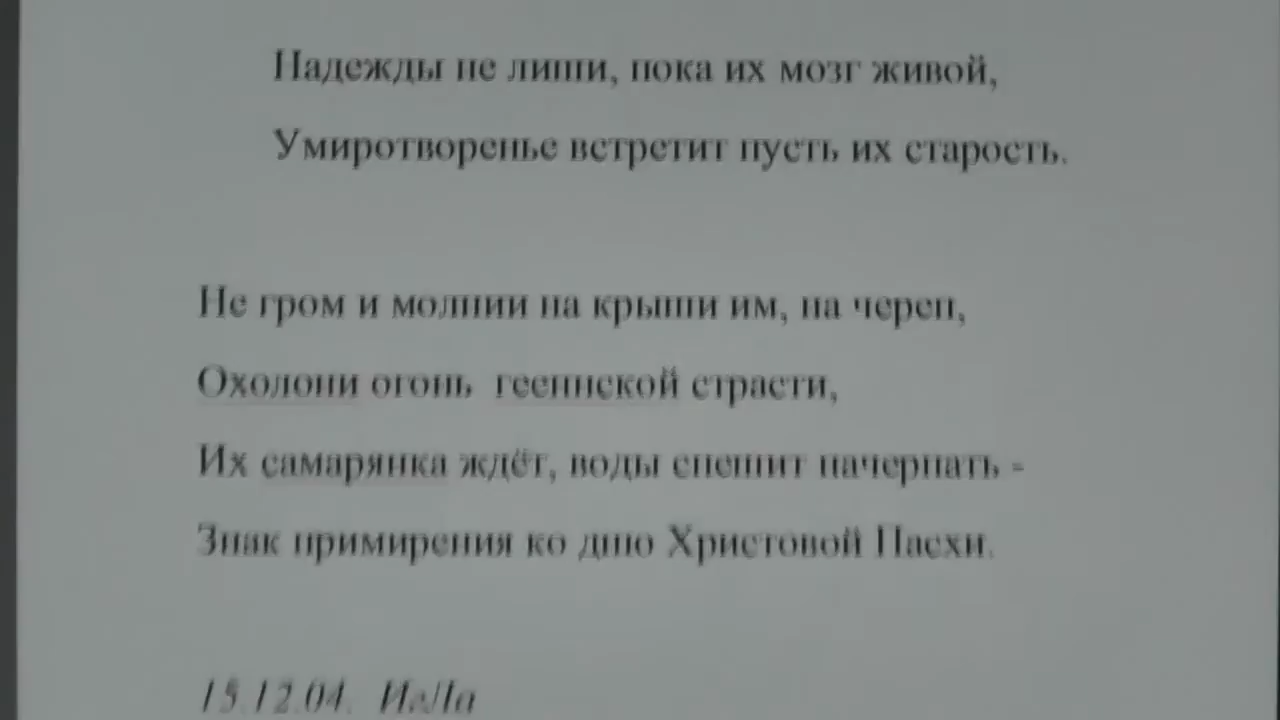 Надежды не лиши, пока их мозг живой,
Умиротворенье встретит пусть их старость.
Не гром и молнии на крыши им, на череп,
Охолони огонь гееннской страсти,
Их самарянка ждёт, воды спешит начерпать -
Знак примирения ко дню Христовой Пасхи.
15.12.04.